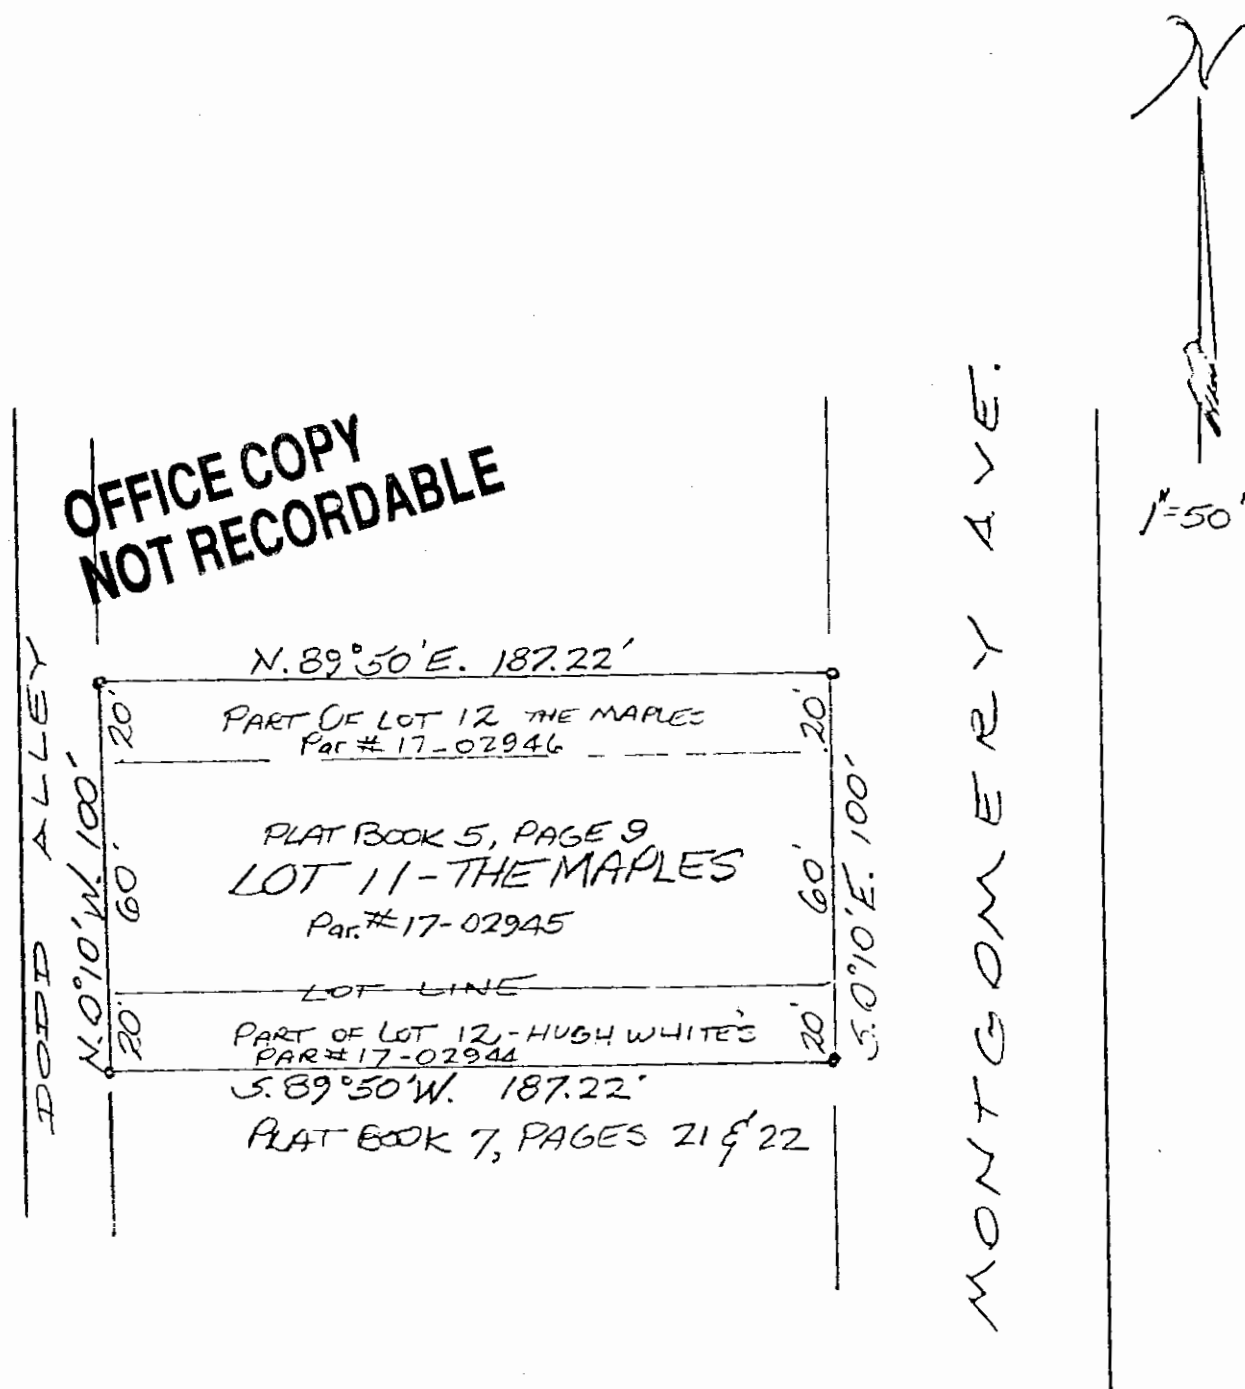 N
1"=50'
OFFICE COPY
NOT RECORDABLE
DODD ALLEY
MONTGOMERY AVE.
N. 89°50'E. 187.22'
20'
PART OF LOT 12 THE MAPLES
Par # 17-02946
20'
N. 0°10'W. 100'
60'
PLAT BOOK 5, PAGE 9
LOT 11 - THE MAPLES
Par. # 17-02945
60'
S. 0°10'E. 100'
LOT LINE
20'
PART OF LOT 12 - HUGH WHITE'S
PAR # 17-02944
20'
S. 89°50'W. 187.22'
PLAT BOOK 7, PAGES 21 & 22